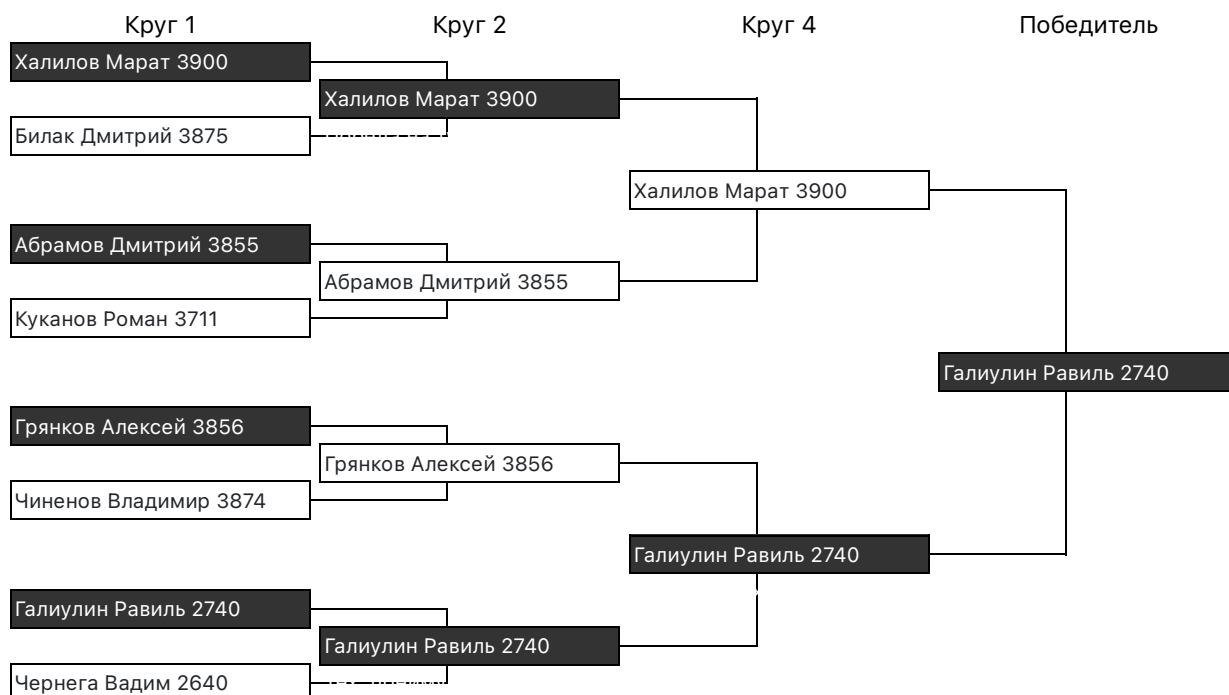 Круг 1
Круг 2
Круг 4
Победитель
Халилов Марат 3900
Халилов Марат 3900
Билак Дмитрий 3875
Халилов Марат 3900
Абрамов Дмитрий 3855
Абрамов Дмитрий 3855
Куканов Роман 3711
Галиулин Равиль 2740
Грянков Алексей 3856
Грянков Алексей 3856
Чиненов Владимир 3874
Галиулин Равиль 2740
Галиулин Равиль 2740
Галиулин Равиль 2740
Чернега Вадим 2640